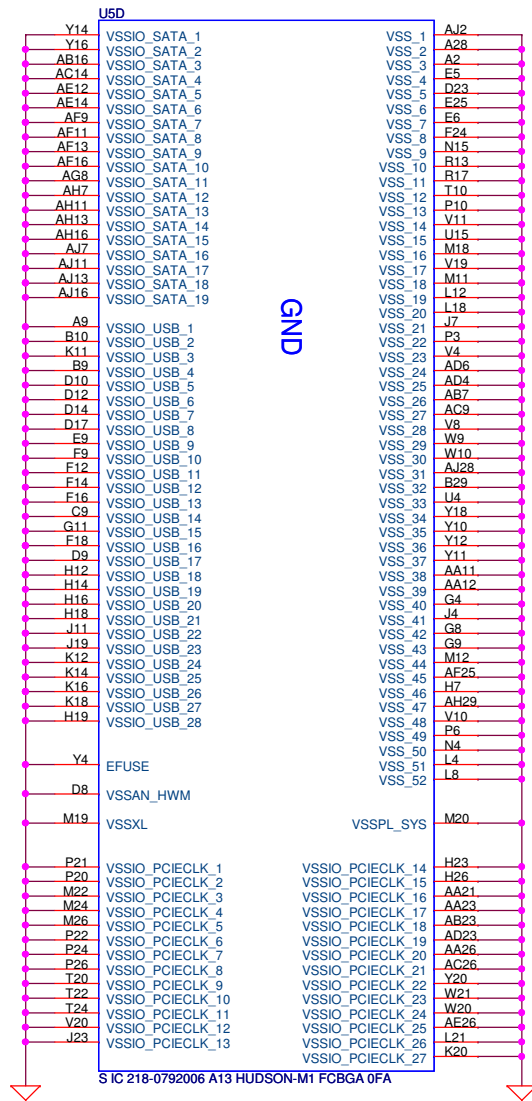 U5D
Y14 VSSIO_SATA_1 VSS_1 AJ2
Y16 VSSIO_SATA_2 VSS_2 A28
AB16 VSSIO_SATA_3 VSS_3 A2
AC14 VSSIO_SATA_4 VSS_4 E5
AE12 VSSIO_SATA_5 VSS_5 D23
AE14 VSSIO_SATA_6 VSS_6 E25
AF9 VSSIO_SATA_7 VSS_7 E6
AF11 VSSIO_SATA_8 VSS_8 F24
AF13 VSSIO_SATA_9 VSS_9 N15
AF16 VSSIO_SATA_10 VSS_10 R13
AG8 VSSIO_SATA_11 VSS_11 R17
AH7 VSSIO_SATA_12 VSS_12 T10
AH11 VSSIO_SATA_13 VSS_13 P10
AH13 VSSIO_SATA_14 VSS_14 V11
AH16 VSSIO_SATA_15 VSS_15 U15
AJ7 VSSIO_SATA_16 VSS_16 M18
AJ11 VSSIO_SATA_17 VSS_17 V19
AJ13 VSSIO_SATA_18 VSS_18 M11
AJ16 VSSIO_SATA_19 VSS_19 L12
VSS_20 L18
GND
A9 VSSIO_USB_1 VSS_21 J7
B10 VSSIO_USB_2 VSS_22 P3
K11 VSSIO_USB_3 VSS_23 V4
B9 VSSIO_USB_4 VSS_24 AD6
D10 VSSIO_USB_5 VSS_25 AD4
D12 VSSIO_USB_6 VSS_26 AB7
D14 VSSIO_USB_7 VSS_27 AC9
D17 VSSIO_USB_8 VSS_28 V8
E9 VSSIO_USB_9 VSS_29 W9
F9 VSSIO_USB_10 VSS_30 W10
F12 VSSIO_USB_11 VSS_31 AJ28
F14 VSSIO_USB_12 VSS_32 B29
F16 VSSIO_USB_13 VSS_33 U4
C9 VSSIO_USB_14 VSS_34 Y18
G11 VSSIO_USB_15 VSS_35 Y10
F18 VSSIO_USB_16 VSS_36 Y12
D9 VSSIO_USB_17 VSS_37 Y11
H12 VSSIO_USB_18 VSS_38 AA11
H14 VSSIO_USB_19 VSS_39 AA12
H16 VSSIO_USB_20 VSS_40 G4
H18 VSSIO_USB_21 VSS_41 J4
J11 VSSIO_USB_22 VSS_42 G8
J19 VSSIO_USB_23 VSS_43 G9
K12 VSSIO_USB_24 VSS_44 M12
K14 VSSIO_USB_25 VSS_45 AF25
K16 VSSIO_USB_26 VSS_46 H7
K18 VSSIO_USB_27 VSS_47 AH29
H19 VSSIO_USB_28 VSS_48 V10
VSS_49 P6
VSS_50 N4
Y4 EFUSE VSS_51 L4
VSS_52 L8
D8 VSSAN_HWM
M19 VSSXL VSSPL_SYS M20
P21 VSSIO_PCIECLK_1 VSSIO_PCIECLK_14 H23
P20 VSSIO_PCIECLK_2 VSSIO_PCIECLK_15 H26
M22 VSSIO_PCIECLK_3 VSSIO_PCIECLK_16 AA21
M24 VSSIO_PCIECLK_4 VSSIO_PCIECLK_17 AA23
M26 VSSIO_PCIECLK_5 VSSIO_PCIECLK_18 AB23
P22 VSSIO_PCIECLK_6 VSSIO_PCIECLK_19 AD23
P24 VSSIO_PCIECLK_7 VSSIO_PCIECLK_20 AA26
P26 VSSIO_PCIECLK_8 VSSIO_PCIECLK_21 AC26
T20 VSSIO_PCIECLK_9 VSSIO_PCIECLK_22 Y20
T22 VSSIO_PCIECLK_10 VSSIO_PCIECLK_23 W21
T24 VSSIO_PCIECLK_11 VSSIO_PCIECLK_24 W20
V20 VSSIO_PCIECLK_12 VSSIO_PCIECLK_25 AE26
J23 VSSIO_PCIECLK_13 VSSIO_PCIECLK_26 L21
VSSIO_PCIECLK_27 K20
S IC 218-0792006 A13 HUDSON-M1 FCBGA 0FA